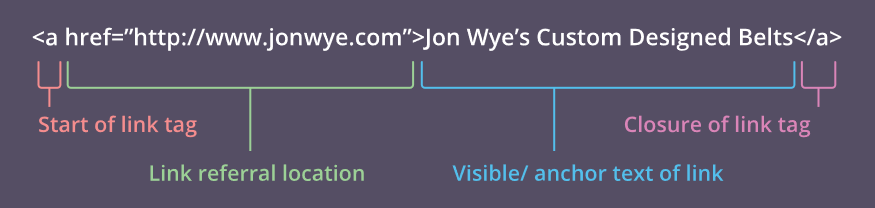 <a href=”http://www.jonwye.com”>Jon Wye’s Custom Designed Belts</a>
Start of link tag
Closure of link tag
Link referral location
Visible/ anchor text of link